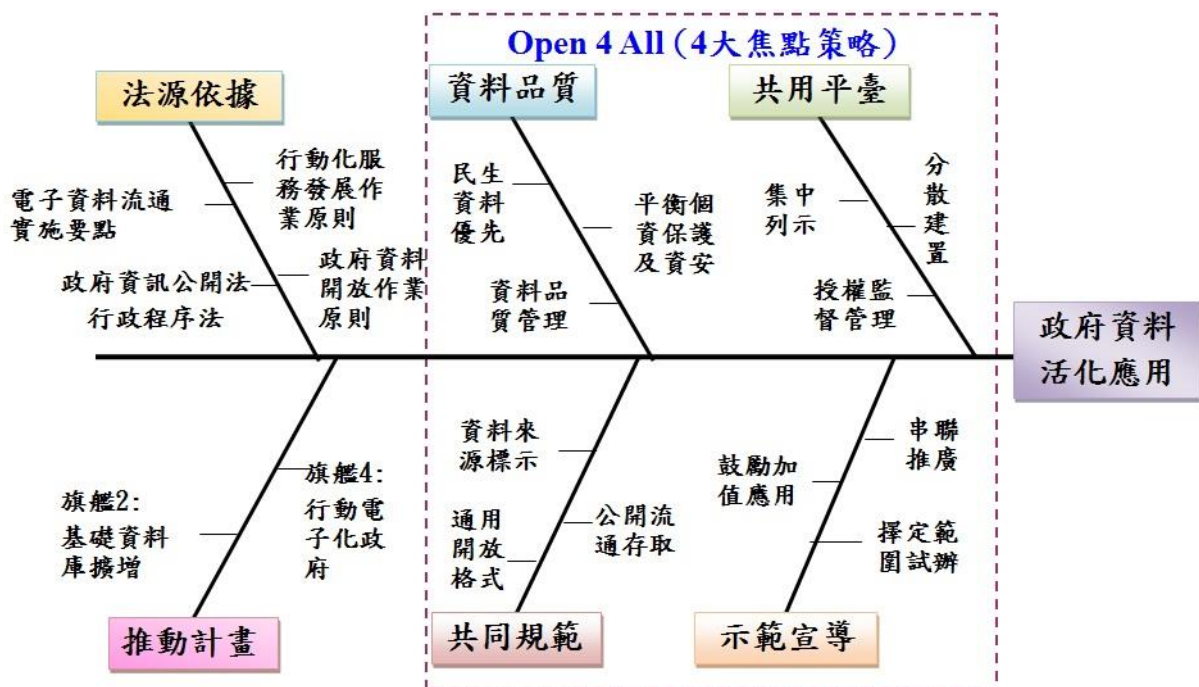 Open 4 All (4大焦點策略)
法源依據
資料品質
共用平臺
電子資料流通
實施要點
行動化服
務發展作
業原則
政府資訊公開法
行政程序法
政府資料
開放作業
原則
民生
資料
優先
平衡個
資保護
及資安
資料品
質管理
集中
列示
分
散
建
置
授權監
督管理
政府資料
活化應用
旗艦2:
基礎資料
庫擴增
旗艦4:
行動電
子化政
府
資料來
源標示
通用
開放
格式
公開流
通存取
鼓勵加
值應用
串聯
推廣
擇定範
圍試辦
推動計畫
共同規範
示範宣導